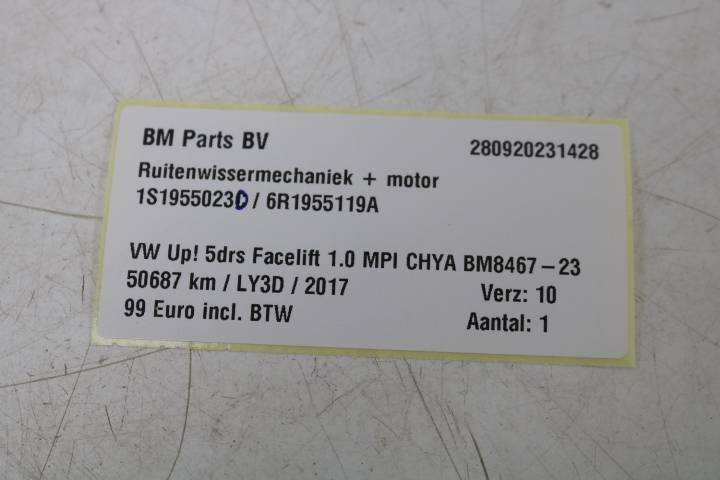 BM Parts BV 280920231428
Ruitenwissermechaniek + motor
1S1955023D / 6R1955119A
VW Up! 5drs Facelift 1.0 MPI CHYA BM8467-23
50687 km / LY3D / 2017 Verz: 10
99 Euro incl. BTW Aantal: 1